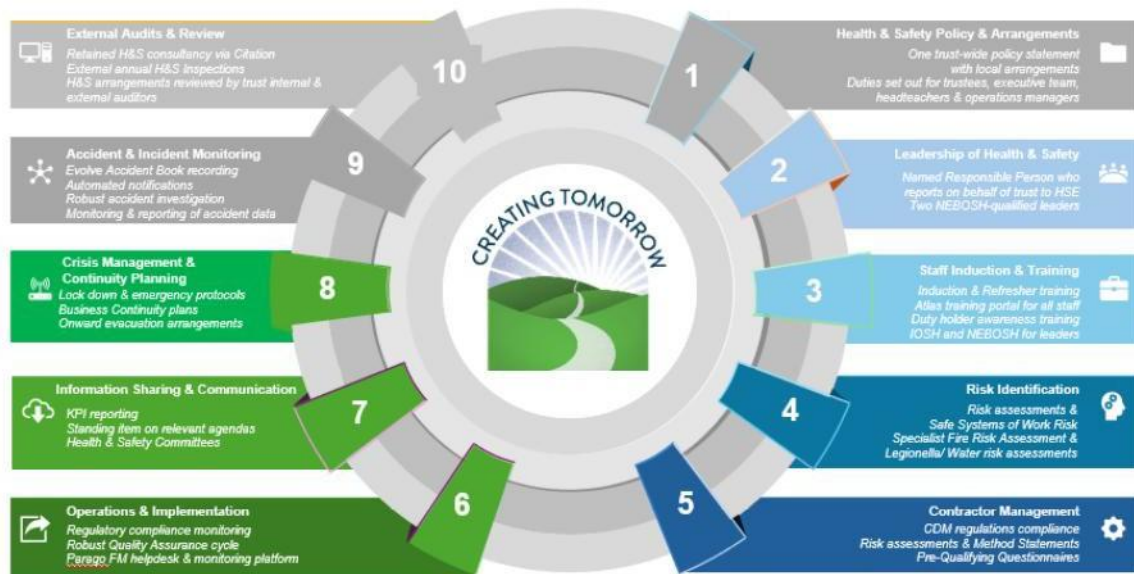 External Audits & Review
Retained H&S consultancy via Citation
External annual H&S Inspections
H&S arrangements reviewed by trust internal &
external auditors
10
1
Health & Safety Policy & Arrangements
One trust-wide policy statement
with local arrangements
Duties set out for trustees, executive team,
headteachers & operations managers
Accident & Incident Monitoring
Evolve Accident Book recording
Automated notifications
Robust accident investigation
Monitoring & reporting of accident data
9
2
Leadership of Health & Safety
Named Responsible Person who
reports on behalf of trust to HSE
Two NEBOSH-qualified leaders
CREATING TOMORROW
Crisis Management &
Continuity Planning
Lock down & emergency protocols
Business Continuity plans
Onward evacuation arrangements
8
3
Staff Induction & Training
Induction & Refresher training
Atlas training portal for all staff
Duty holder awareness training
IOSH and NEBOSH for leaders
Information Sharing & Communication
KPI reporting
Standing item on relevant agendas
Health & Safety Committees
7
4
Risk Identification
Risk assessments &
Safe Systems of Work Risk
Specialist Fire Risk Assessment &
Legionella/ Water risk assessments
Operations & Implementation
Regulatory compliance monitoring
Robust Quality Assurance cycle
Parago FM helpdesk & monitoring platform
6
5
Contractor Management
CDM regulations compliance
Risk assessments & Method Statements
Pre-Qualifying Questionnaires